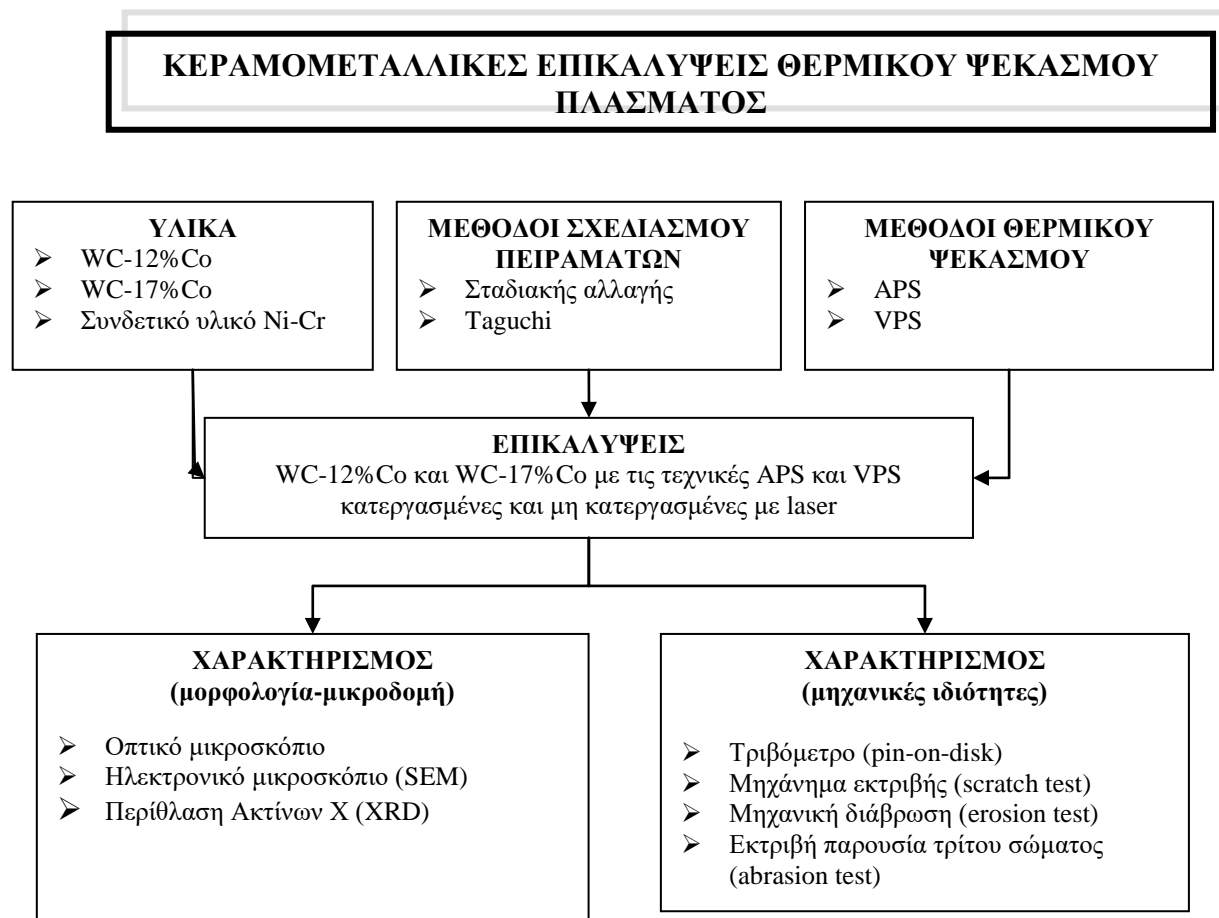 ΚΕΡΑΜΟΜΕΤΑΛΛΙΚΕΣ ΕΠΙΚΑΛΥΨΕΙΣ ΘΕΡΜΙΚΟΥ ΨΕΚΑΣΜΟΥ
ΠΛΑΣΜΑΤΟΣ
ΥΛΙΚΑ
➢ WC-12%Co
➢ WC-17%Co
➢ Συνδετικό υλικό Ni-Cr
ΜΕΘΟΔΟΙ ΣΧΕΔΙΑΣΜΟΥ
ΠΕΙΡΑΜΑΤΩΝ
➢ Σταδιακής αλλαγής
➢ Taguchi
ΜΕΘΟΔΟΙ ΘΕΡΜΙΚΟΥ
ΨΕΚΑΣΜΟΥ
➢ APS
➢ VPS
ΕΠΙΚΑΛΥΨΕΙΣ
WC-12%Co και WC-17%Co με τις τεχνικές APS και VPS
κατεργασμένες και μη κατεργασμένες με laser
ΧΑΡΑΚΤΗΡΙΣΜΟΣ
(μορφολογία-μικροδομή)
➢ Οπτικό μικροσκόπιο
➢ Ηλεκτρονικό μικροσκόπιο (SEM)
➢ Περίθλαση Ακτίνων Χ (XRD)
ΧΑΡΑΚΤΗΡΙΣΜΟΣ
(μηχανικές ιδιότητες)
➢ Τριβόμετρο (pin-on-disk)
➢ Μηχάνημα εκτριβής (scratch test)
➢ Μηχανική διάβρωση (erosion test)
➢ Εκτριβή παρουσία τρίτου σώματος
(abrasion test)